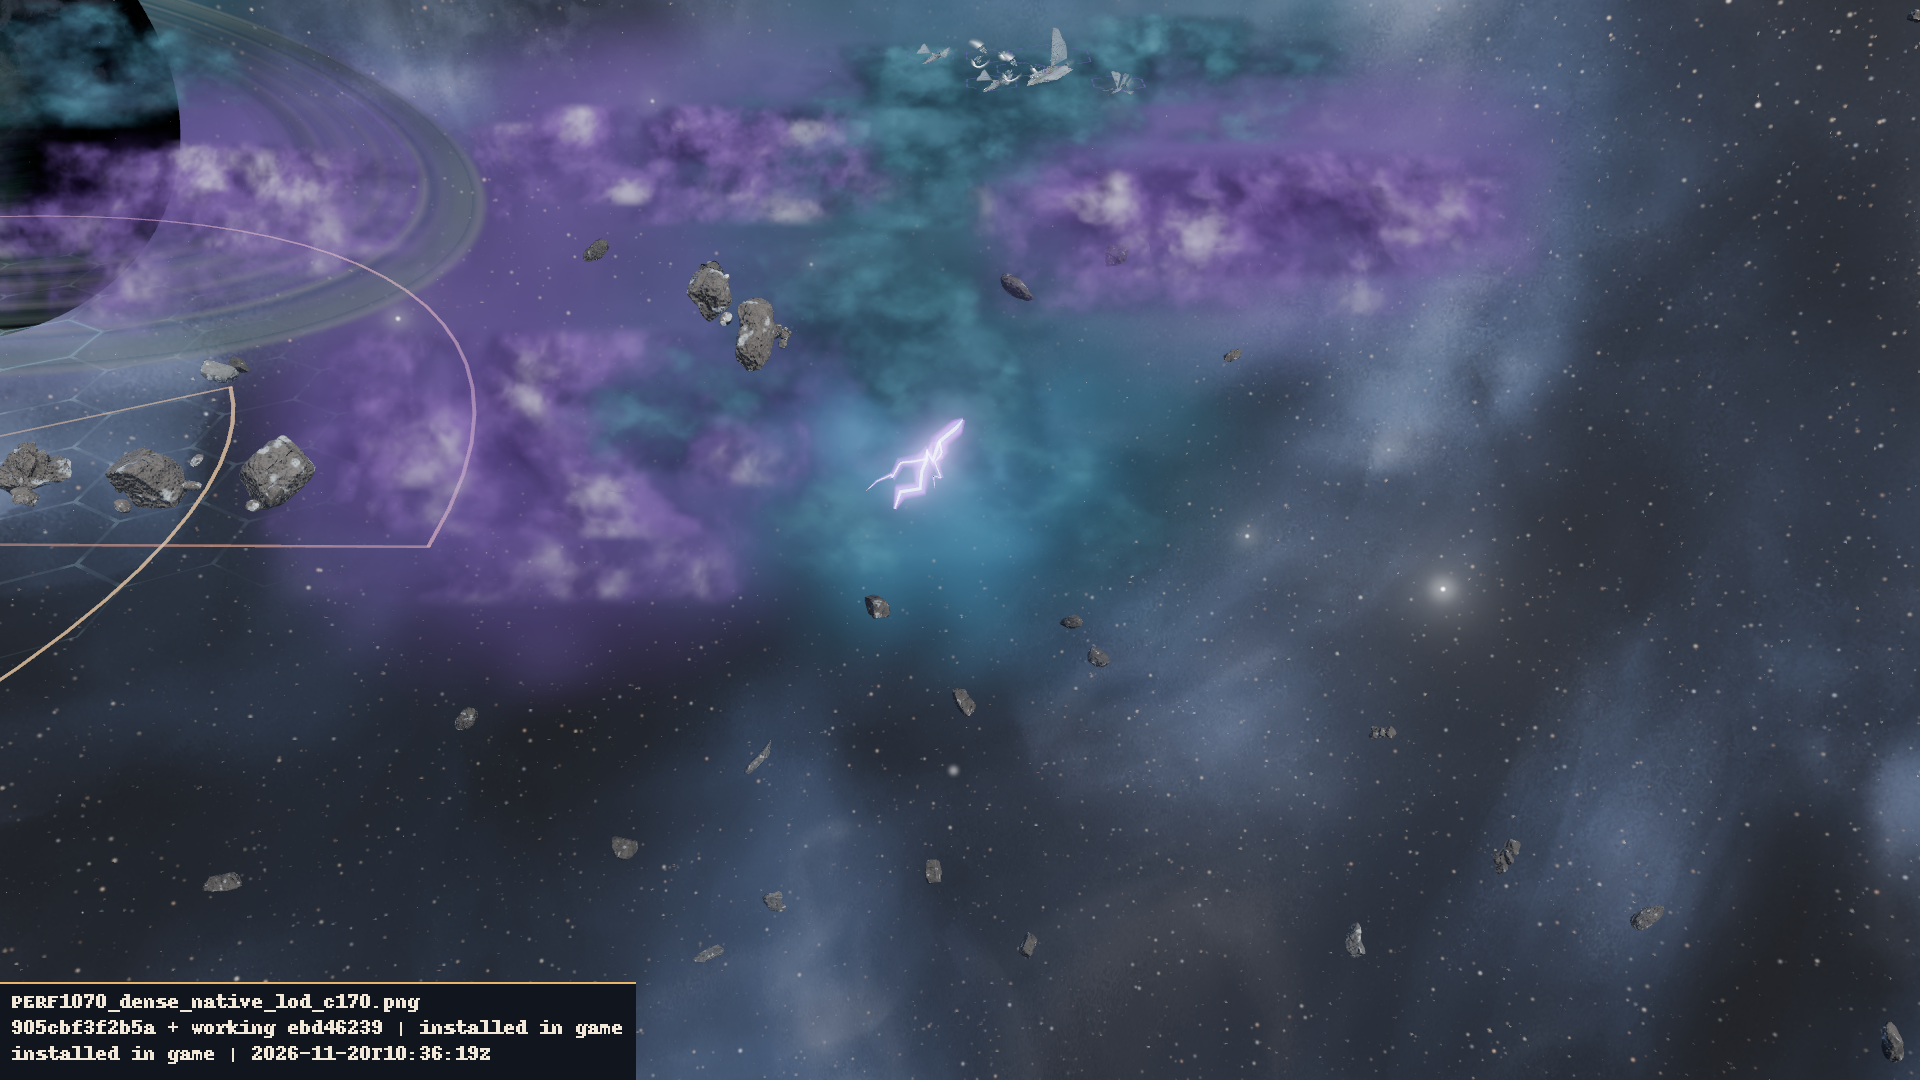 PERF1070_dense_native_lod_c170.png
905cbf3f2b5a + working ebd46239 | installed in game
installed in game | 2026-11-20T10:36:19Z